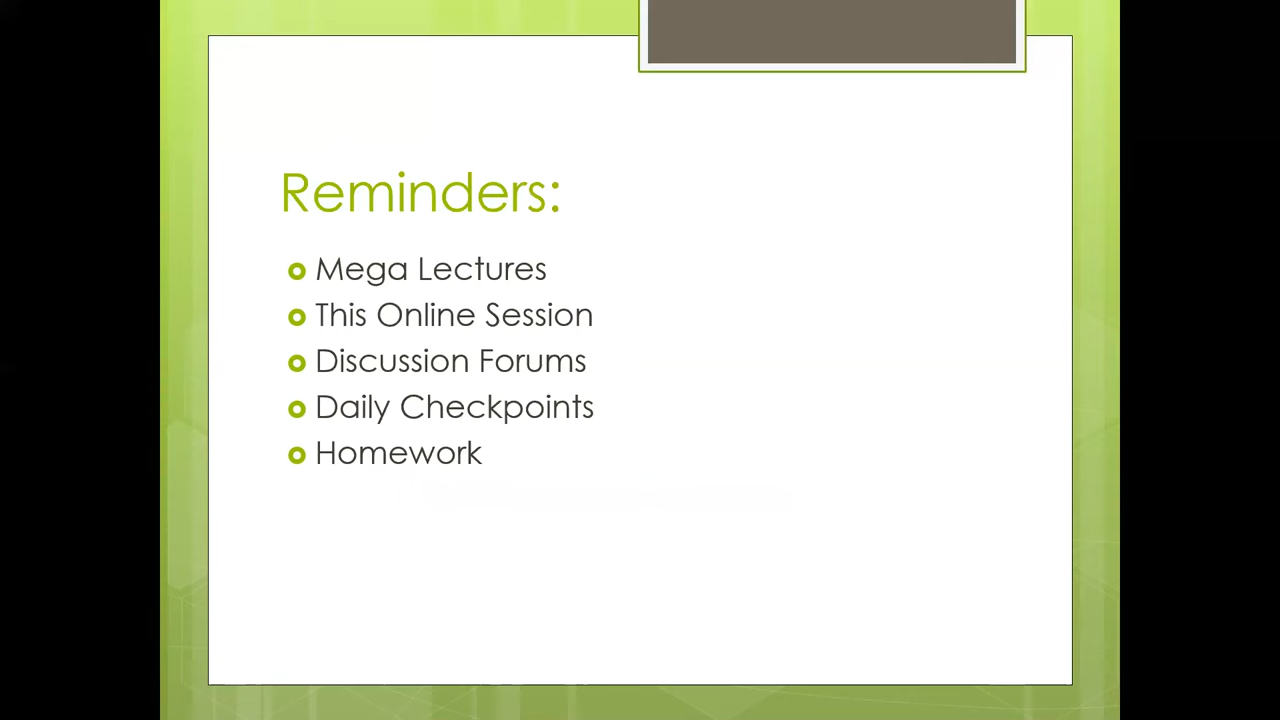 Reminders:
Mega Lectures
This Online Session
Discussion Forums
Daily Checkpoints
Homework